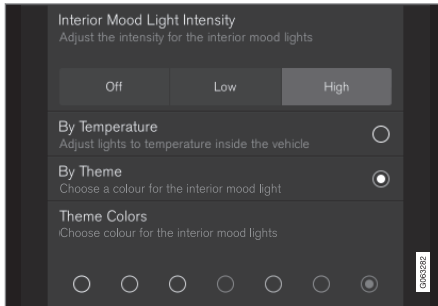 Interior Mood Light Intensity
Adjust the intensity for the interior mood lights
Off Low High
By Temperature
Adjust lights to temperature inside the vehicle
By Theme
Choose a colour for the interior mood light
Theme Colors
Choose colour for the interior mood lights
G063282